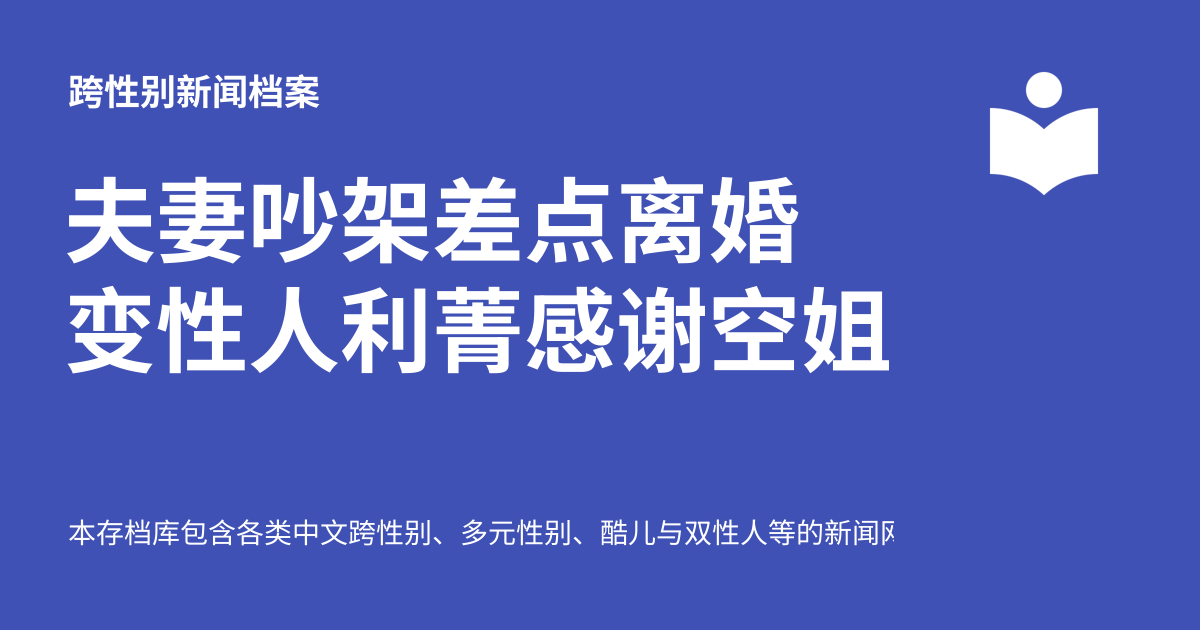 跨性别新闻档案
夫妻吵架差点离婚
变性人利菁感谢空姐
本存档库包含各类中文跨性别、多元性别、酷儿与双性人等的新闻